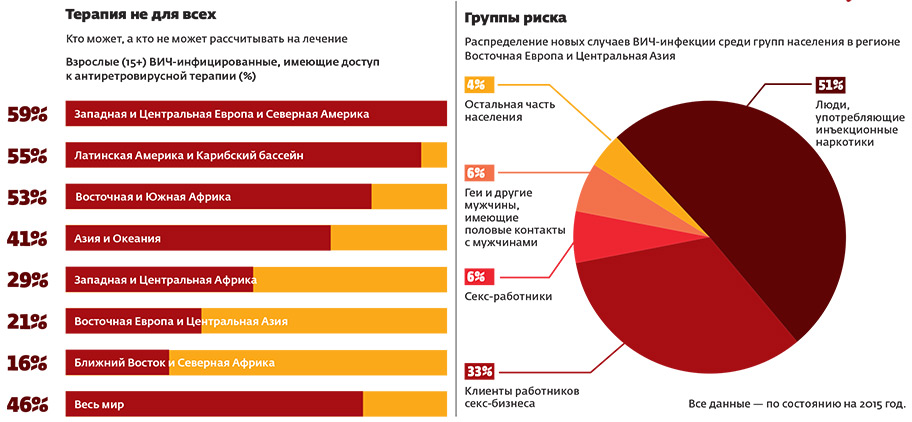 Терапия не для всех
Кто может, а кто не может рассчитывать на лечение
Взрослые (15+) ВИЧ-инфицированные, имеющие доступ
к антиретровирусной терапии (%)
59% Западная и Центральная Европа и Северная Америка
55% Латинская Америка и Карибский бассейн
53% Восточная и Южная Африка
41% Азия и Океания
29% Западная и Центральная Африка
21% Восточная Европа и Центральная Азия
16% Ближний Восток и Северная Африка
46% Весь мир
Группы риска
Распределение новых случаев ВИЧ-инфекции среди групп населения в регионе
Восточная Европа и Центральная Азия
4%
Остальная часть
населения
6%
Геи и другие
мужчины,
имеющие
половые контакты
с мужчинами
6%
Секс-работники
33%
Клиенты работников
секс-бизнеса
51%
Люди,
употребляющие
инъекционные
наркотики
Все данные — по состоянию на 2015 год.